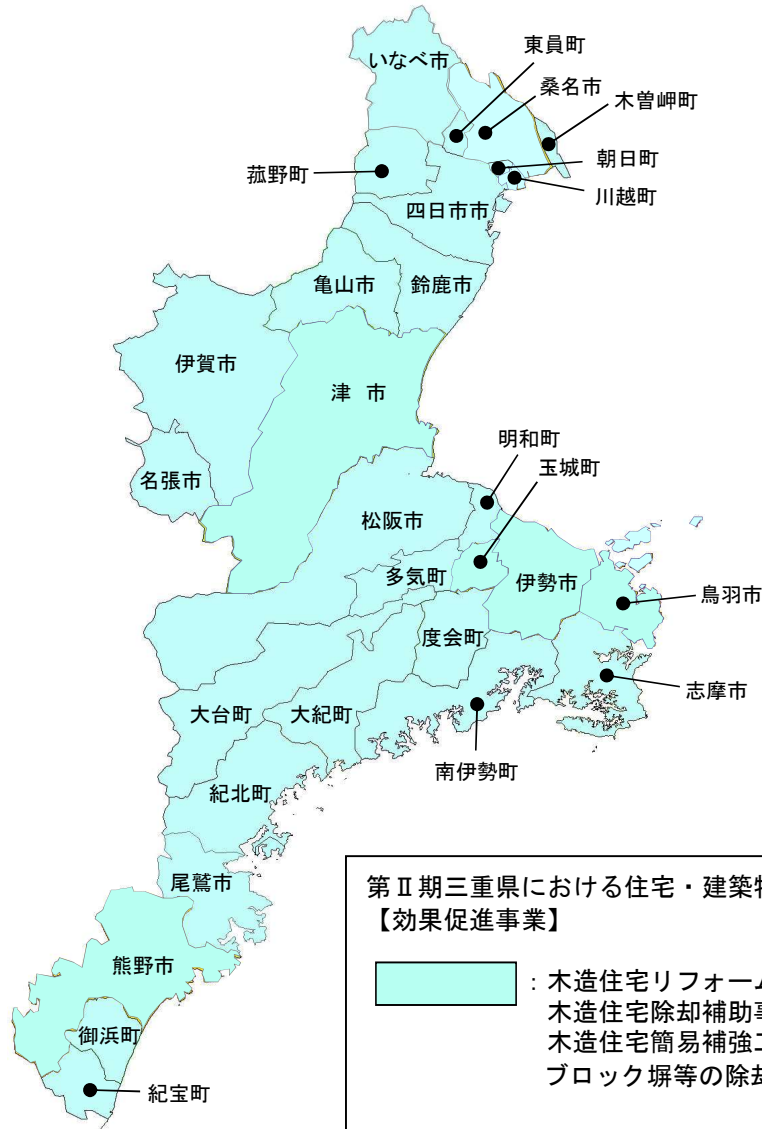 いなべ市
東員町
桑名市
木曽岬町
菰野町
朝日町
川越町
四日市市
亀山市
鈴鹿市
伊賀市
津 市
名張市
明和町
玉城町
松阪市
多気町
伊勢市
鳥羽市
度会町
志摩市
大台町
大紀町
南伊勢町
紀北町
尾鷲市
熊野市
御浜町
紀宝町
第Ⅱ期三重県における住宅・建築物
【効果促進事業】
：木造住宅リフォーム
木造住宅除却補助事
木造住宅簡易補強工
ブロック塀等の除却